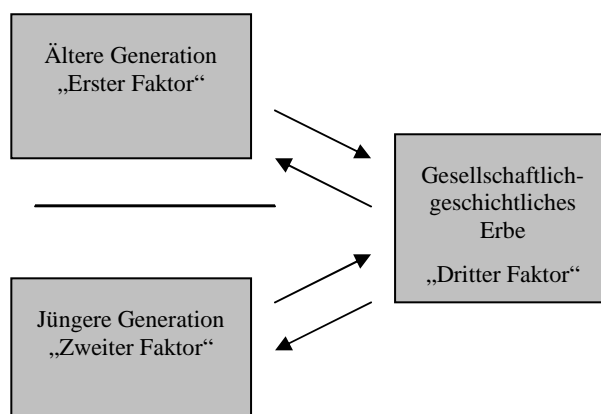 Ältere Generation
„Erster Faktor“
Gesellschaftlich-
geschichtliches
Erbe
„Dritter Faktor“
Jüngere Generation
„Zweiter Faktor“